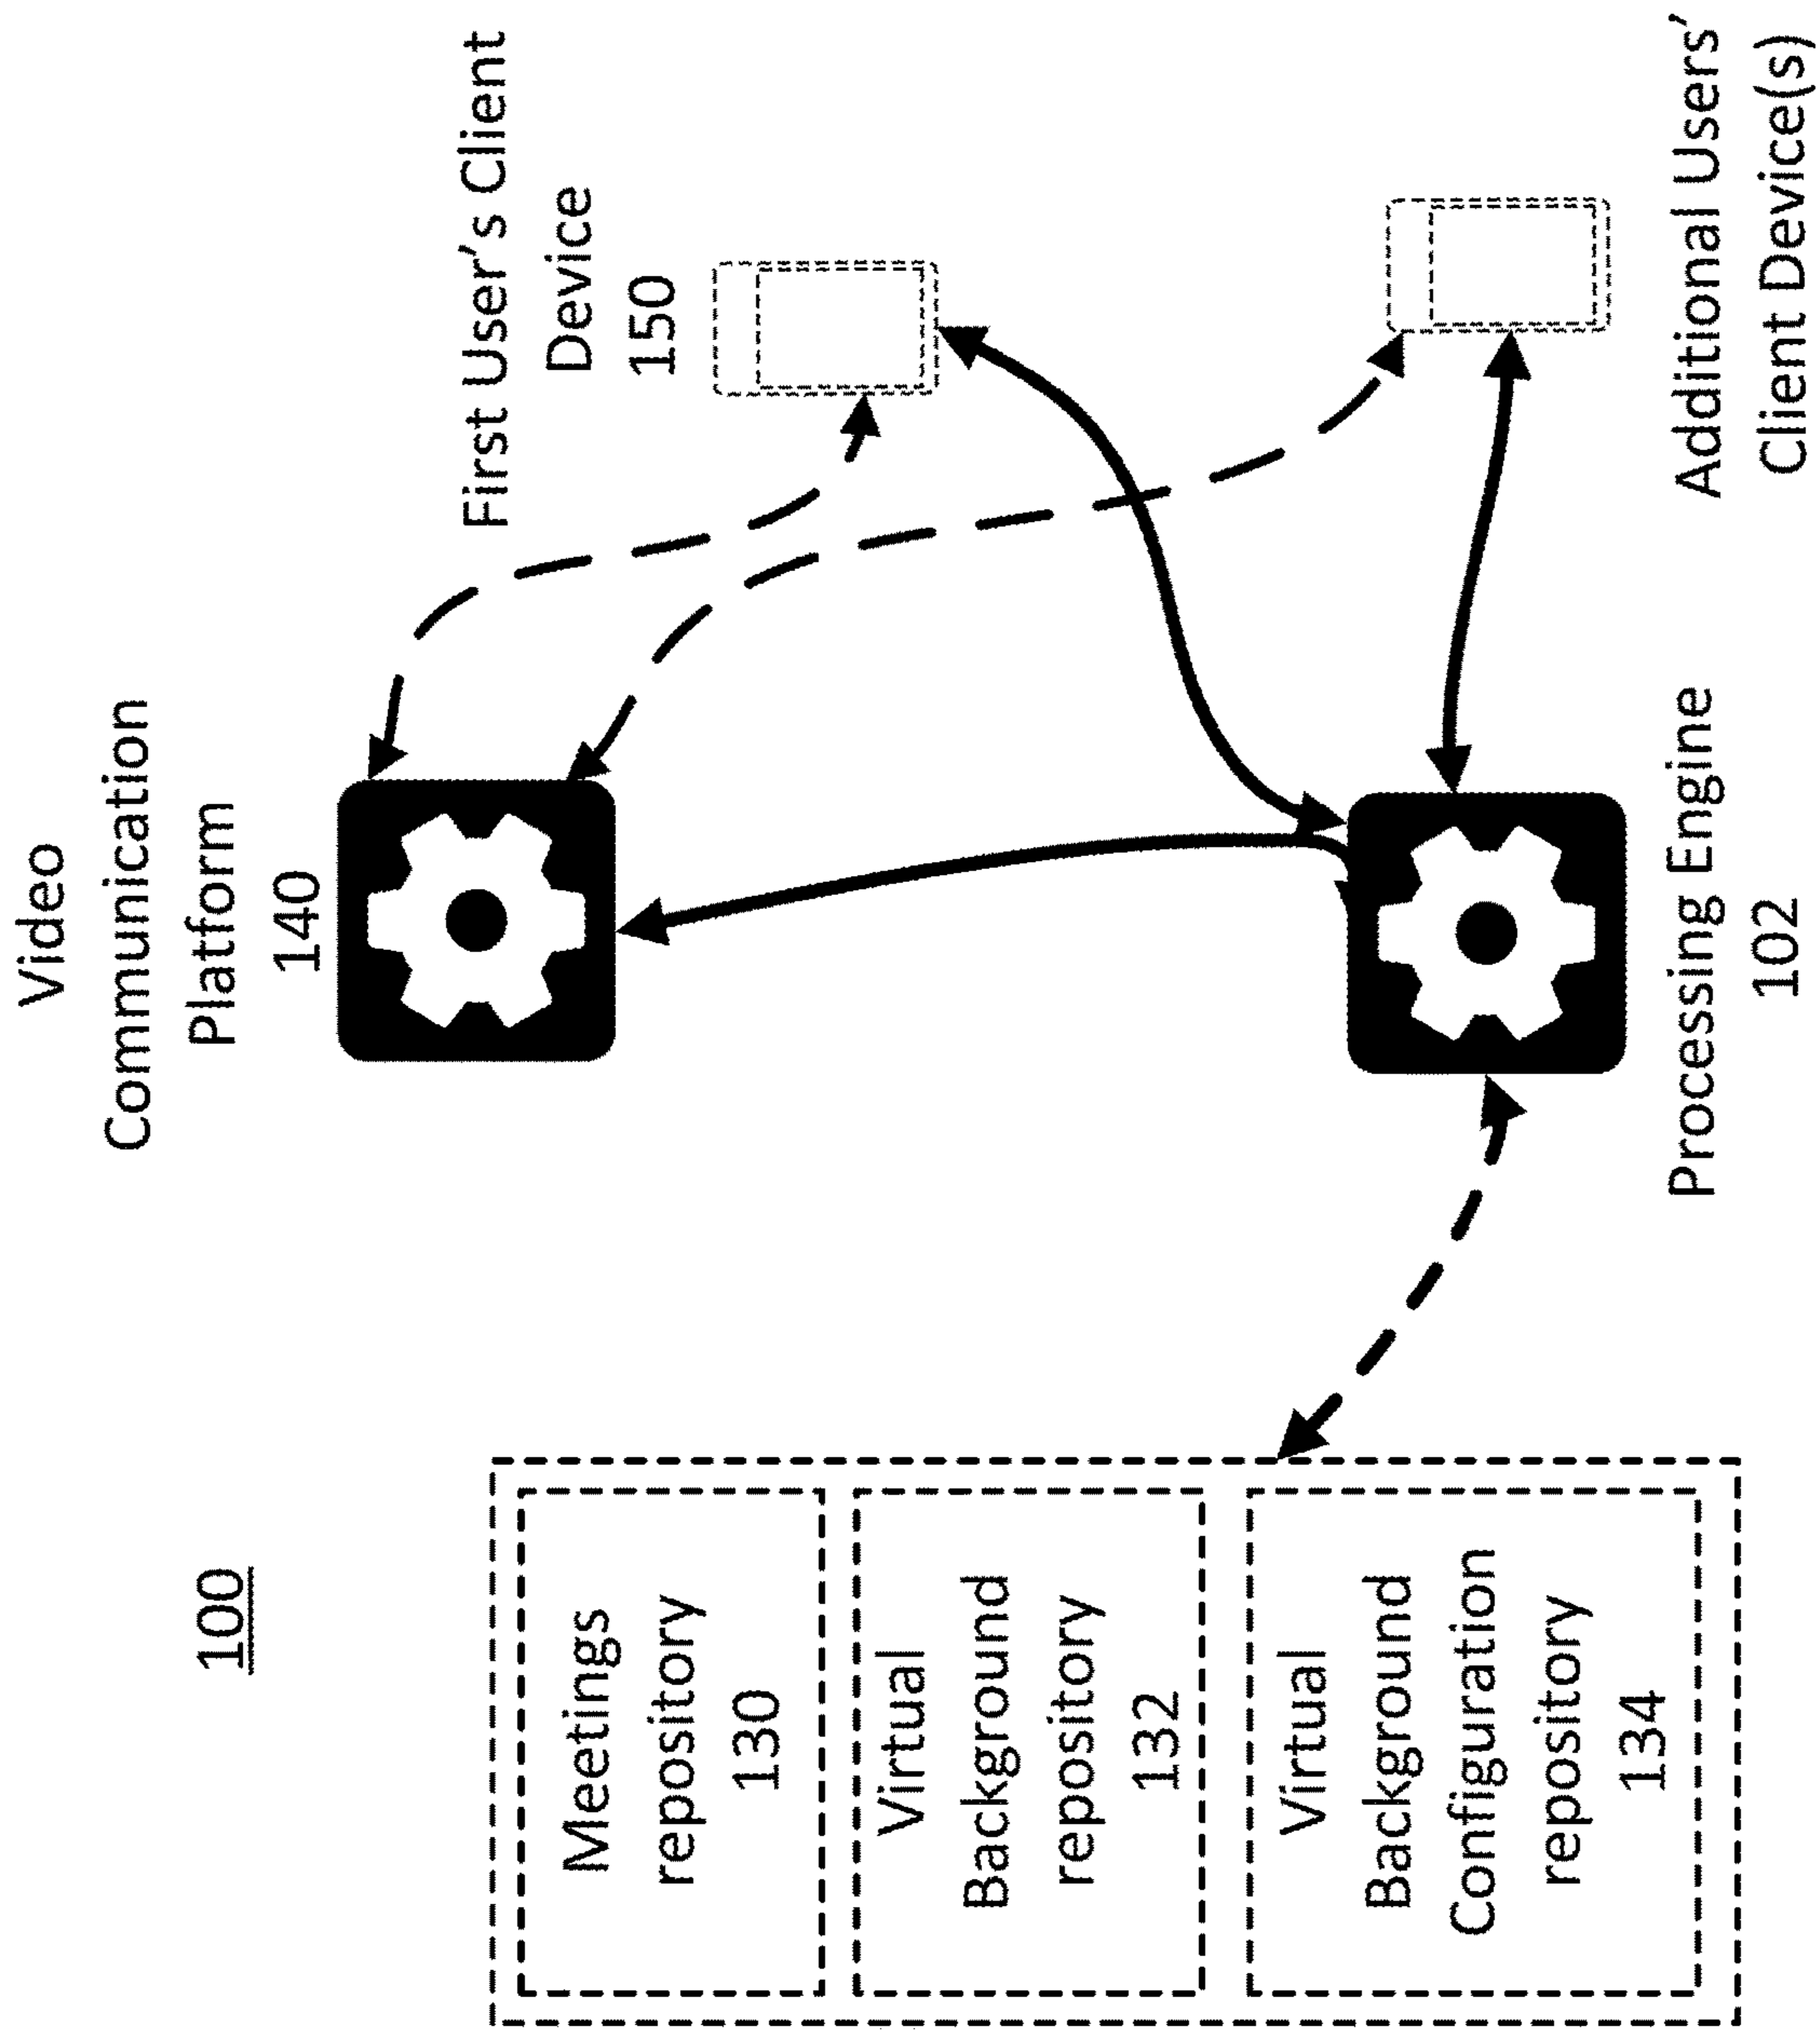 100
Meetings
repository
130
Virtual
Background
repository
132
Virtual
Background
Configuration
repository
134
Video
Communication
Platform
140
Processing Engine
102
First User's Client
Device
150
Additional Users'
Client Device(s)